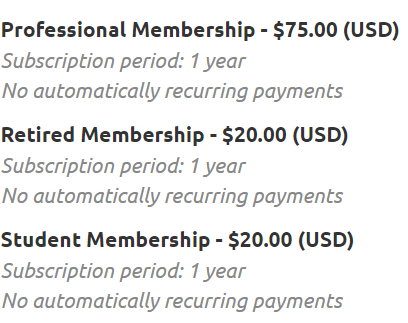 Professional Membership - $75.00 (USD)
Subscription period: 1 year
No automatically recurring payments
Retired Membership - $20.00 (USD)
Subscription period: 1 year
No automatically recurring payments
Student Membership - $20.00 (USD)
Subscription period: 1 year
No automatically recurring payments